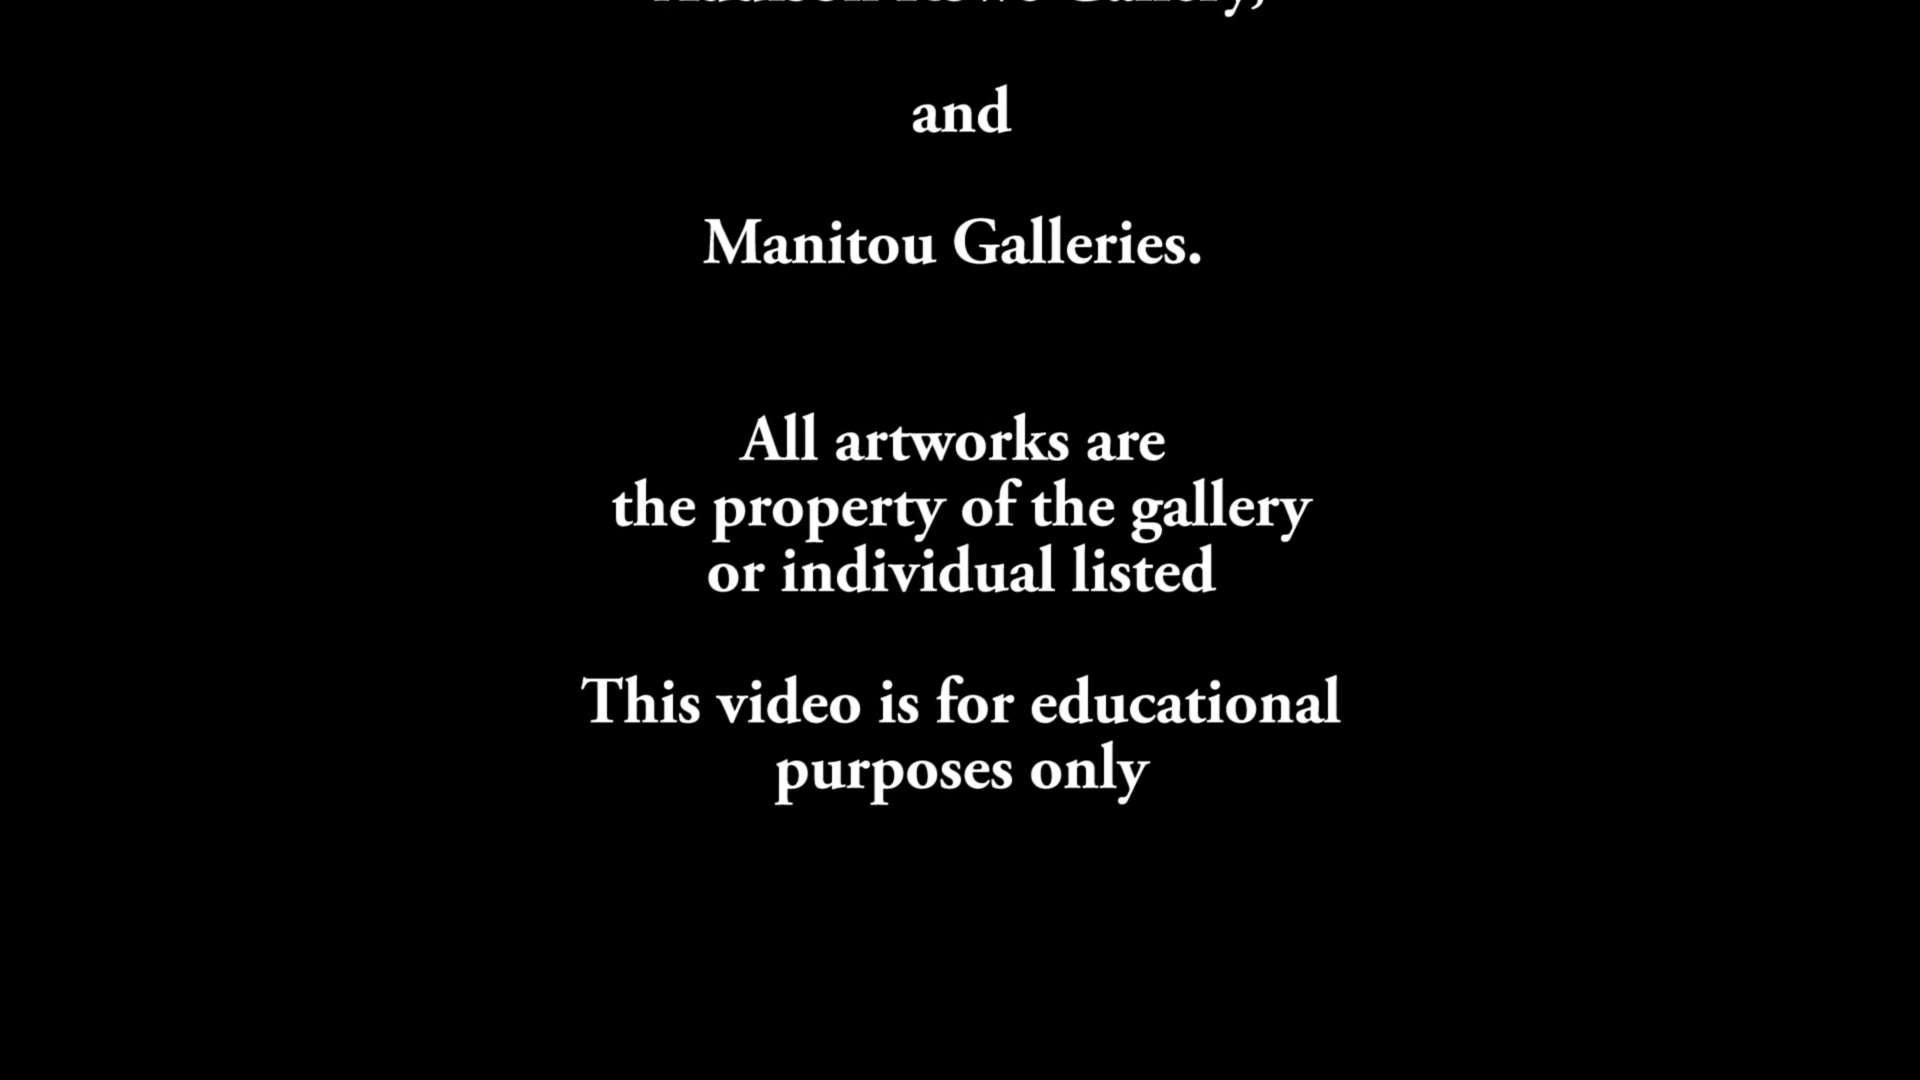 Gallery,
and
Manitou Galleries.
All artworks are
the property of the gallery
or individual listed
This video is for educational
purposes only